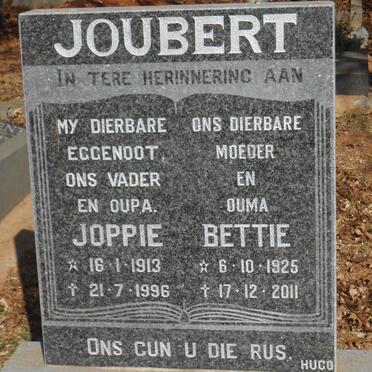 JOUBERT
IN TERE HERINNERING AAN
MY DIERBARE
EGGENOOT,
ONS VADER
EN OUPA.
JOPPIE
☆ 16·1·1913
✝ 21·7·1996
ONS DIERBARE
MOEDER
EN
OUMA
BETTIE
☆ 6·10·1925
✝ 17·12·2011
ONS GUN U DIE RUS.
HUGO